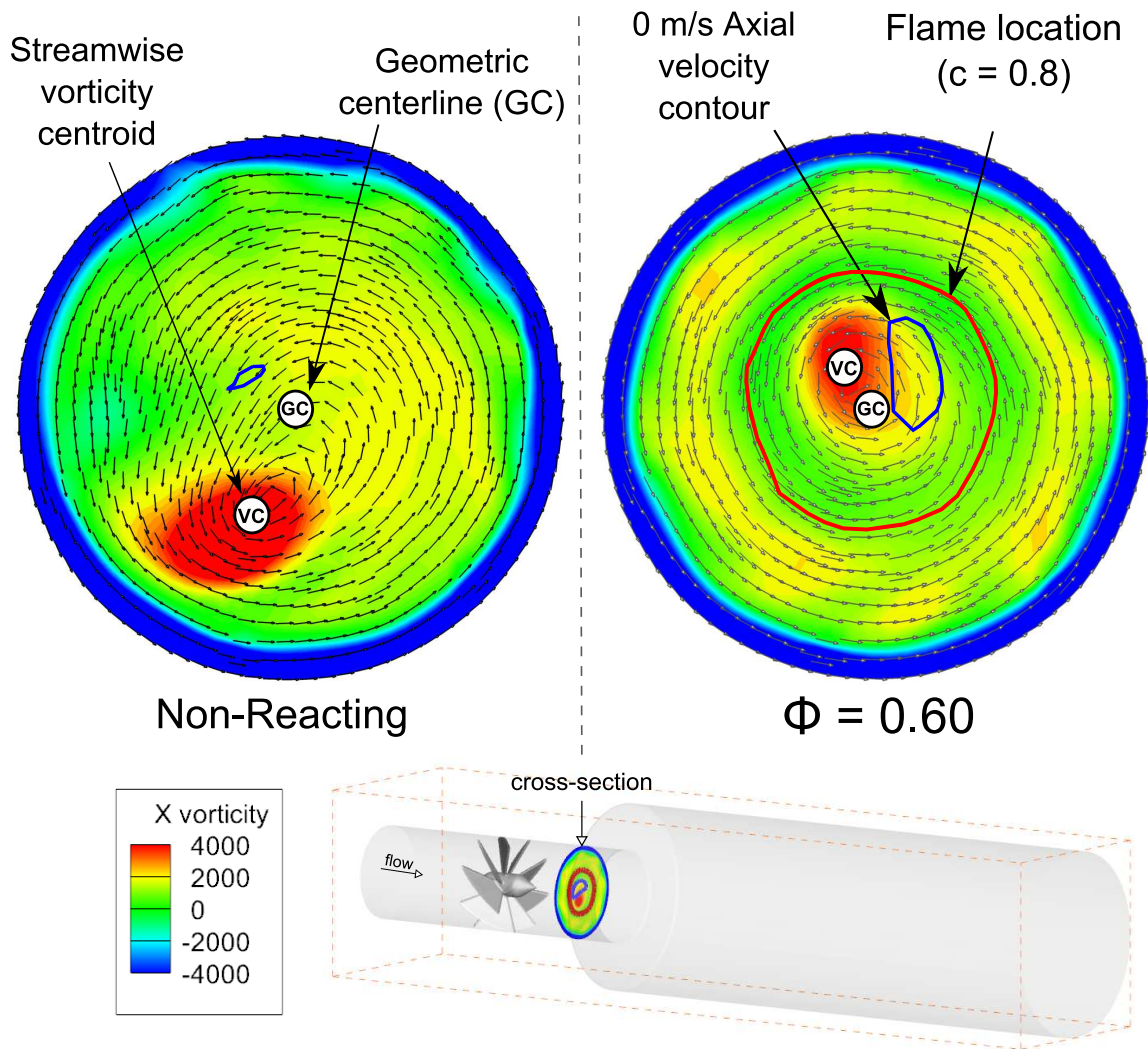 Streamwise
vorticity
centroid
Geometric
centerline (GC)
0 m/s Axial
velocity
contour
Flame location
(c = 0.8)
GC
VC
VC
GC
Non-Reacting
Φ = 0.60
cross-section
X vorticity
4000
2000
0
-2000
-4000
flow